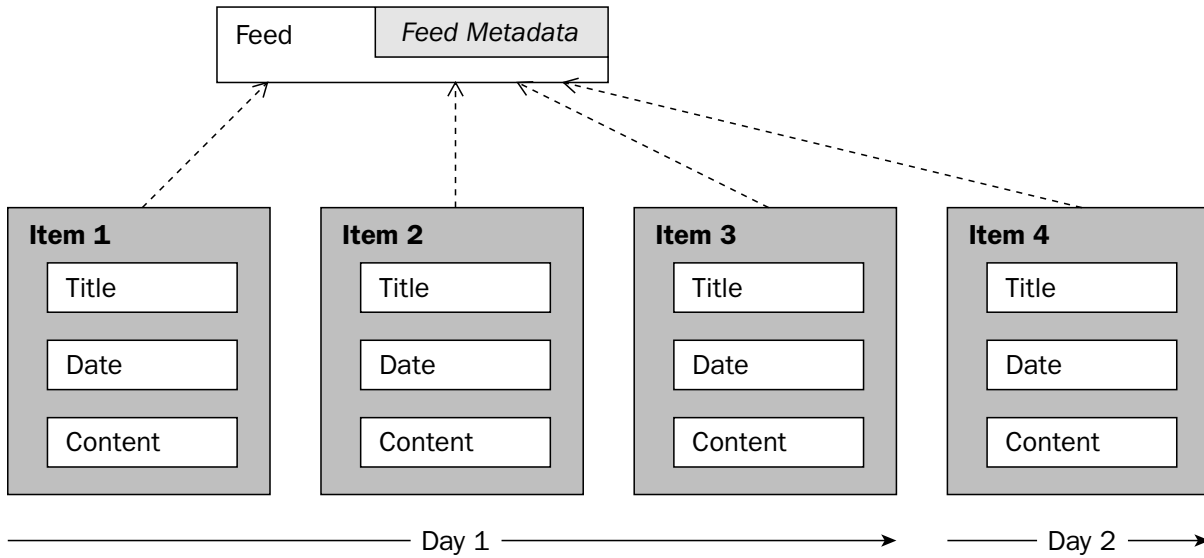 Feed
Feed Metadata
Item 1
Title
Date
Content
Item 2
Title
Date
Content
Item 3
Title
Date
Content
Item 4
Title
Date
Content
Day 1
Day 2